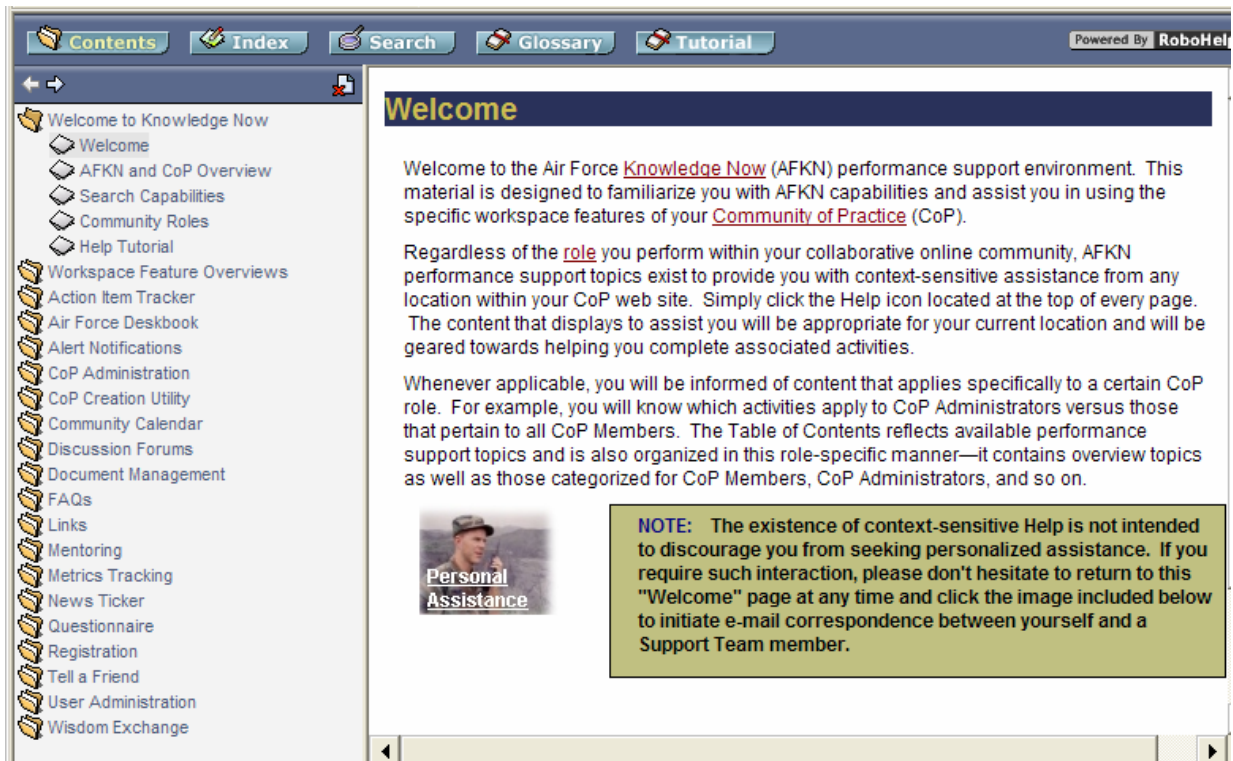 Contents Index Search Glossary Tutorial Powered By RoboHel
Welcome to Knowledge Now
Welcome
AFKN and CoP Overview
Search Capabilities
Community Roles
Help Tutorial
Workspace Feature Overviews
Action Item Tracker
Air Force Deskbook
Alert Notifications
CoP Administration
CoP Creation Utility
Community Calendar
Discussion Forums
Document Management
FAQs
Links
Mentoring
Metrics Tracking
News Ticker
Questionnaire
Registration
Tell a Friend
User Administration
Wisdom Exchange
Welcome
Welcome to the Air Force Knowledge Now (AFKN) performance support environment. This
material is designed to familiarize you with AFKN capabilities and assist you in using the
specific workspace features of your Community of Practice (CoP).
Regardless of the role you perform within your collaborative online community, AFKN
performance support topics exist to provide you with context-sensitive assistance from any
location within your CoP web site. Simply click the Help icon located at the top of every page.
The content that displays to assist you will be appropriate for your current location and will be
geared towards helping you complete associated activities.
Whenever applicable, you will be informed of content that applies specifically to a certain CoP
role. For example, you will know which activities apply to CoP Administrators versus those
that pertain to all CoP Members. The Table of Contents reflects available performance
support topics and is also organized in this role-specific manner—it contains overview topics
as well as those categorized for CoP Members, CoP Administrators, and so on.
Personal
Assistance
NOTE: The existence of context-sensitive Help is not intended
to discourage you from seeking personalized assistance. If you
require such interaction, please don't hesitate to return to this
"Welcome" page at any time and click the image included below
to initiate e-mail correspondence between yourself and a
Support Team member.